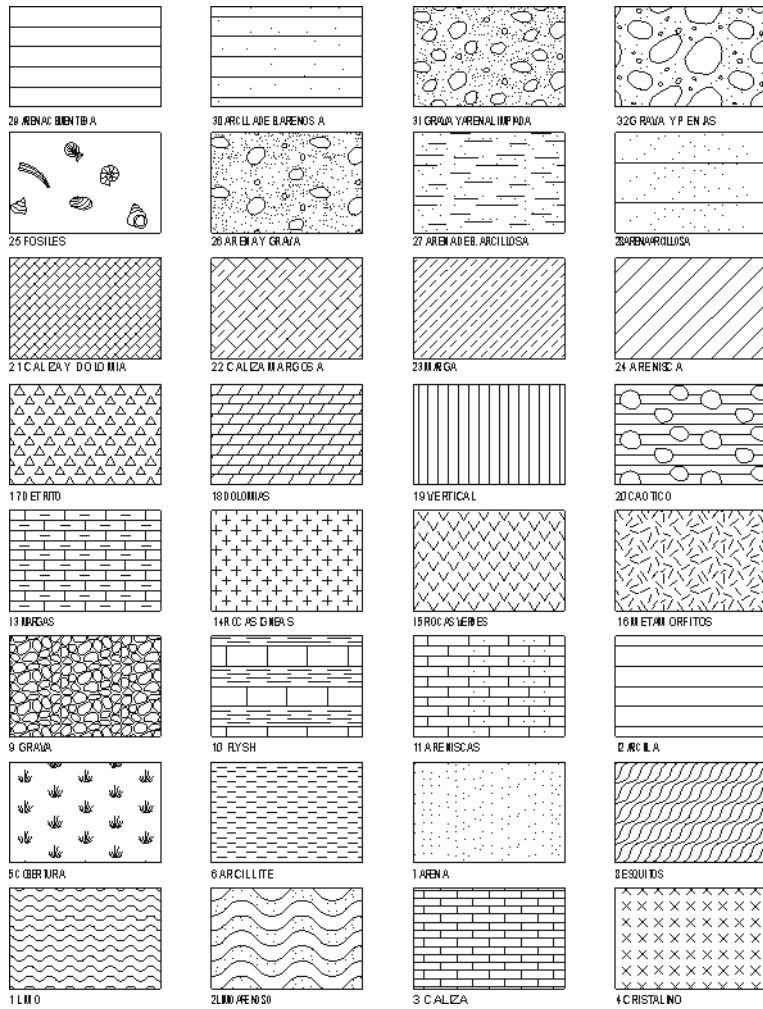 29 ARENA CEMENTEDA
30 ARCILLA DEB. ARENOSA
31 GRAVA Y ARENA LIMPIADA
32 GRAVA Y PENAS
25 FOSILES
26 ARENA Y GRAVA
27 ARENA DEB. ARCILLOSA
28 ARENA ARCILLOSA
21 CALIZA Y DOLOMIA
22 CALIZA MARGOSA
23 MARGA
24 ARENISCA
17 DETRITO
18 DOLOMIAS
19 VERTICAL
20 CAOTICO
13 MARGAS
14 ROCAS IGNEAS
15 ROCAS VERDES
16 METAMORFITOS
9 GRAVA
10 FLYSH
11 ARENISCAS
12 ARCILLA
5 COBERTURA
6 ARCILLITE
7 ARENA
8 ESQUITOS
1 LIMO
2 LIMO ARENOSO
3 CALIZA
4 CRISTALINO